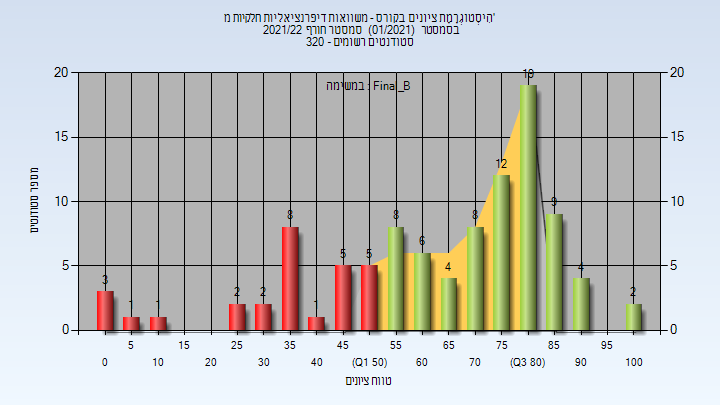 היסטוגרמת ציונים בקורס - משוואות דיפרנציאליות חלקיות מ'
בסמסטר (01/2021) סמסטר חורף 2021/22
סטודנטים רשומים - 320
במשימה : Final_B
מספר סטודנטים
20 20
15 15
10 10
5 5
0 0
3 1 1 2 2 8 1 5 5 8 6 4 8 12 19 9 4 2
5 15 25 35 45 55 65 75 85 95
0 10 20 30 40 (Q1 50) 60 70 (Q3 80) 90 100
טווח ציונים